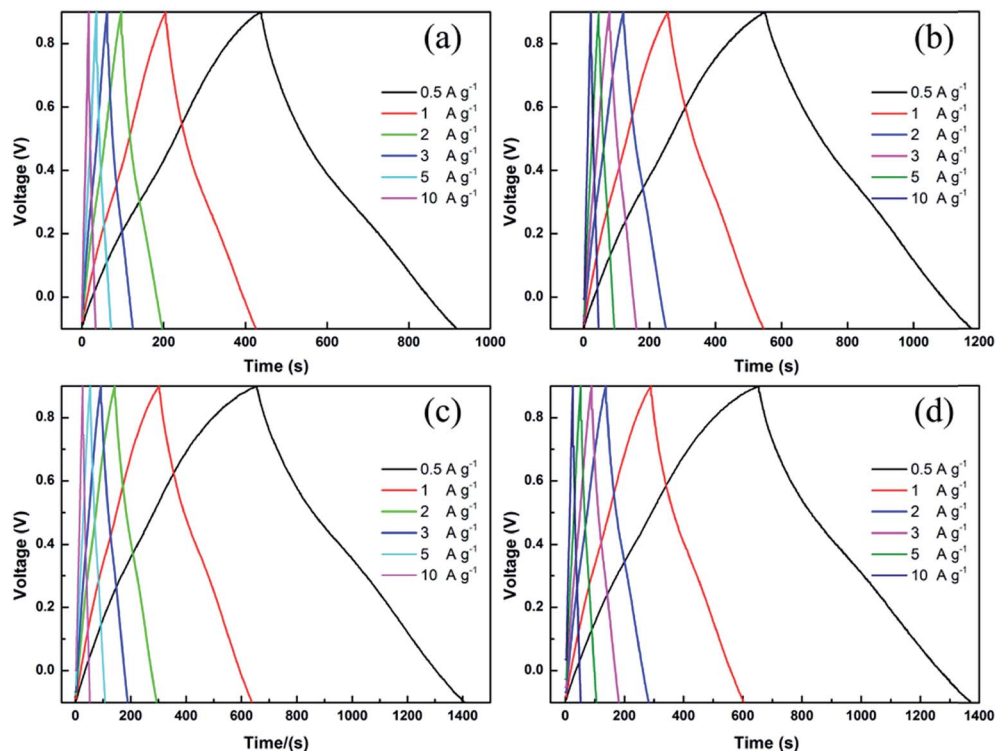 (a)
0.8
0.6
0.4
0.2
0.0
Voltage (V)
0.5 A g⁻¹
1 A g⁻¹
2 A g⁻¹
3 A g⁻¹
5 A g⁻¹
10 A g⁻¹
0 200 400 600 800 1000
Time (s)
(b)
0.8
0.6
0.4
0.2
0.0
Voltage (V)
0.5 A g⁻¹
1 A g⁻¹
2 A g⁻¹
3 A g⁻¹
5 A g⁻¹
10 A g⁻¹
0 200 400 600 800 1000 1200
Time (s)
(c)
0.8
0.6
0.4
0.2
0.0
Voltage (V)
0.5 A g⁻¹
1 A g⁻¹
2 A g⁻¹
3 A g⁻¹
5 A g⁻¹
10 A g⁻¹
0 200 400 600 800 1000 1200 1400
Time/(s)
(d)
0.8
0.6
0.4
0.2
0.0
Voltage (V)
0.5 A g⁻¹
1 A g⁻¹
2 A g⁻¹
3 A g⁻¹
5 A g⁻¹
10 A g⁻¹
0 200 400 600 800 1000 1200 1400
Time (s)